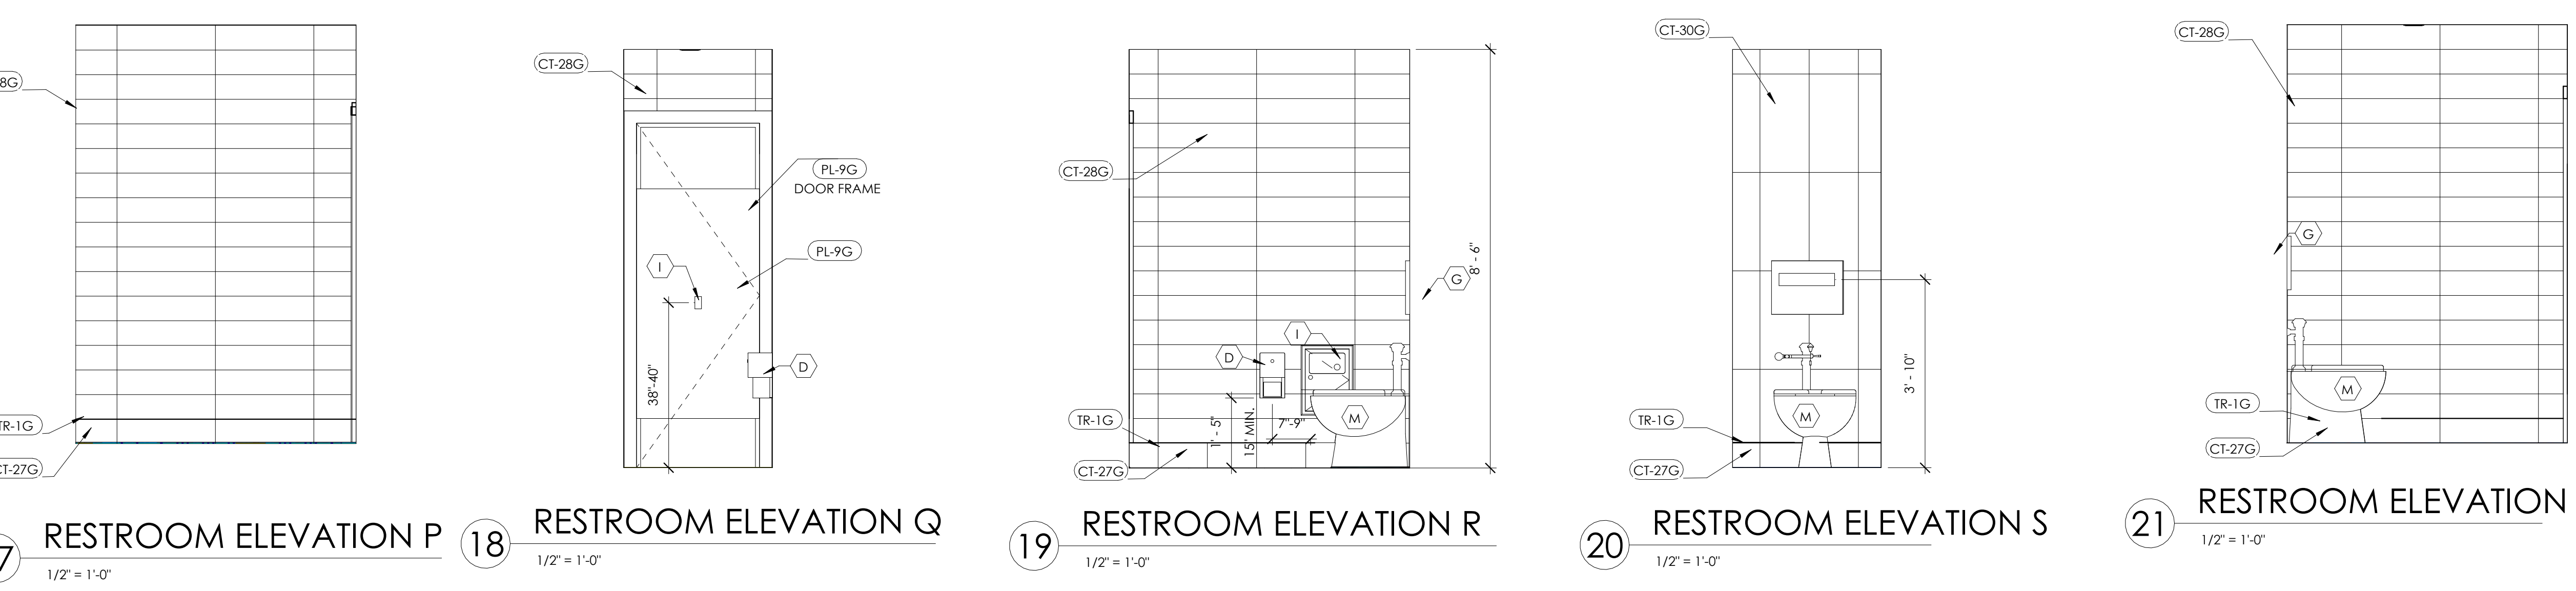 8G
TR-1G
CT-27G
7
RESTROOM ELEVATION P
1/2" = 1'-0"
CT-28G
PL-9G
DOOR FRAME
PL-9G
I
38"-40"
D
18
RESTROOM ELEVATION Q
1/2" = 1'-0"
CT-28G
8' - 6"
G
I
D
M
1' - 5"
15" MIN.
7"-9"
TR-1G
CT-27G
19
RESTROOM ELEVATION R
1/2" = 1'-0"
CT-30G
3' - 10"
M
TR-1G
CT-27G
20
RESTROOM ELEVATION S
1/2" = 1'-0"
CT-28G
G
M
TR-1G
CT-27G
21
RESTROOM ELEVATION
1/2" = 1'-0"